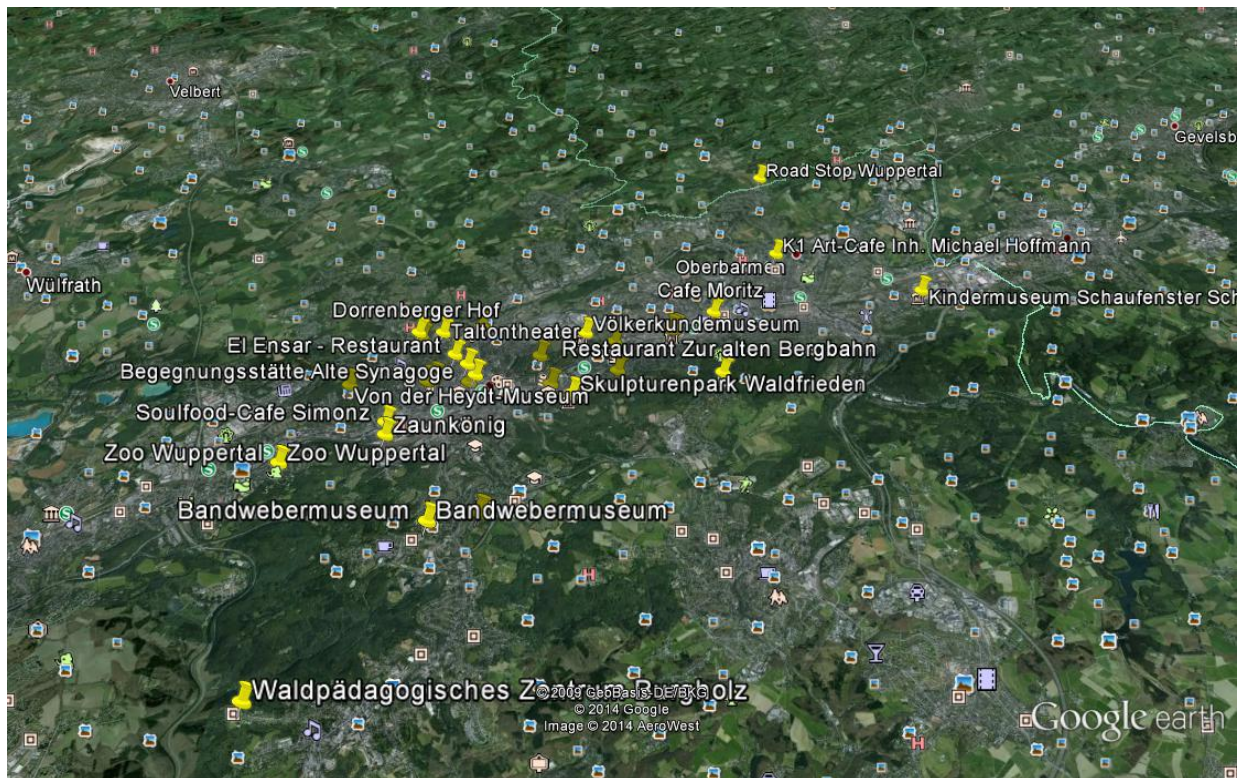 Velbert
Gevelsb
Road Stop Wuppertal
K1 Art-Cafe Inh. Michael Hoffmann
Oberbarmen
Wülfrath
Cafe Moritz
Kindermuseum Schaufenster Sch
Dorrenberger Hof
Taltontheater
Völkerkundemuseum
El Ensar - Restaurant
Restaurant Zur alten Bergbahn
Begegnungsstätte Alte Synagoge
Skulpturenpark Waldfrieden
Von der Heydt-Museum
Soulfood-Cafe Simonz
Zaunkönig
Zoo Wuppertal
Zoo Wuppertal
Bandwebermuseum
Bandwebermuseum
Waldpädagogisches Zentrum Burgholz
©2009 GeoBasis-DE/BKG
© 2014 Google
Image © 2014 AeroWest
Google earth